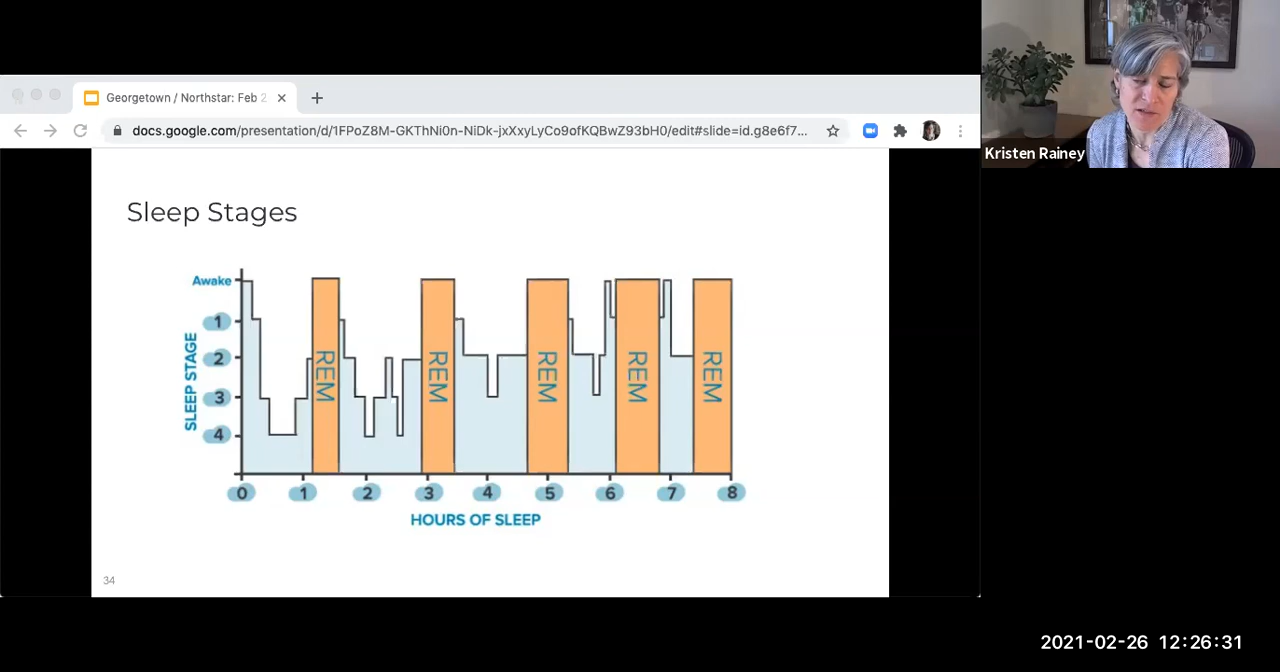 Georgetown / Northstar: Feb 2
docs.google.com/presentation/d/1FPoZ8M-GKThNi0n-NiDk-jxXxyLyCo9ofKQBwZ93bH0/edit#slide=id.g8e6f7...
Kristen Rainey
Sleep Stages
Awake
1
2
3
4
SLEEP STAGE
REM
REM
REM
REM
REM
0 1 2 3 4 5 6 7 8
HOURS OF SLEEP
34
2021-02-26 12:26:31